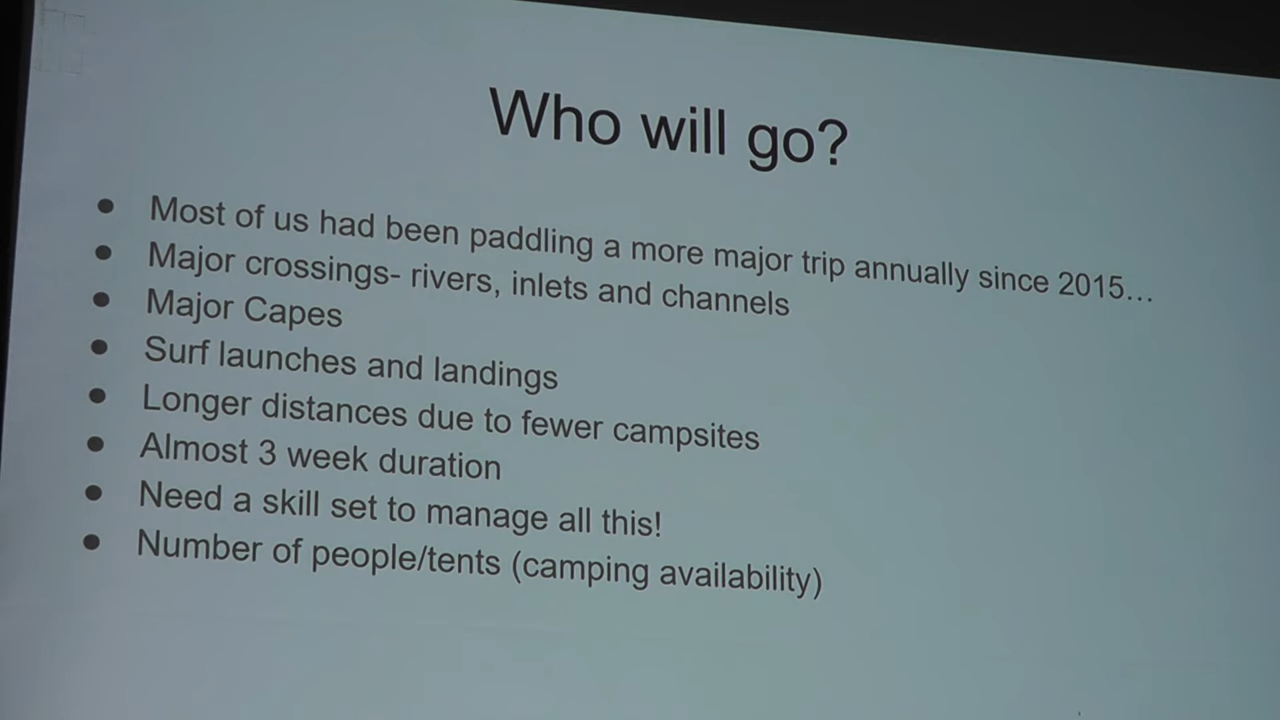 Who will go?
● Most of us had been paddling a more major trip annually since 2015...
● Major crossings- rivers, inlets and channels
● Major Capes
● Surf launches and landings
● Longer distances due to fewer campsites
● Almost 3 week duration
● Need a skill set to manage all this!
● Number of people/tents (camping availability)